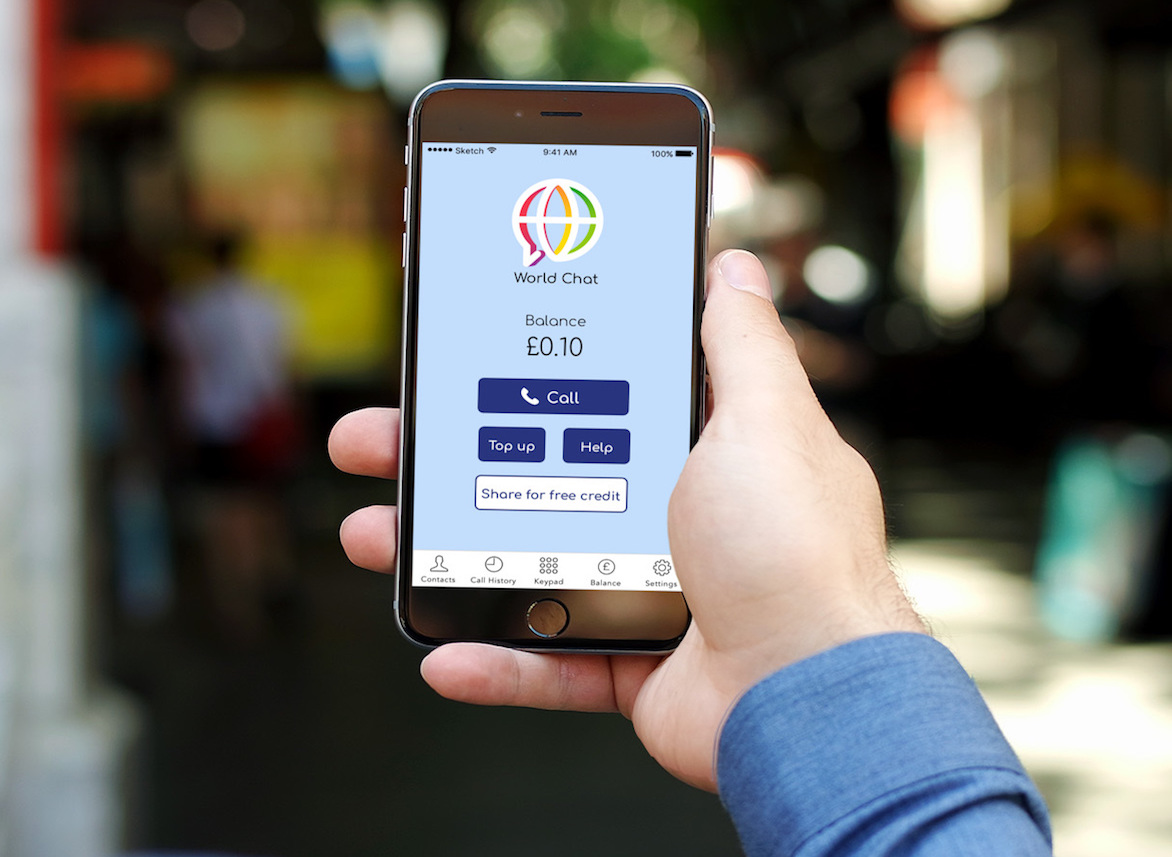 Sketch 9:41 AM 100%
World Chat
Balance
£0.10
Call
Top up Help
Share for free credit
Contacts Call History Keypad £ Balance Settings